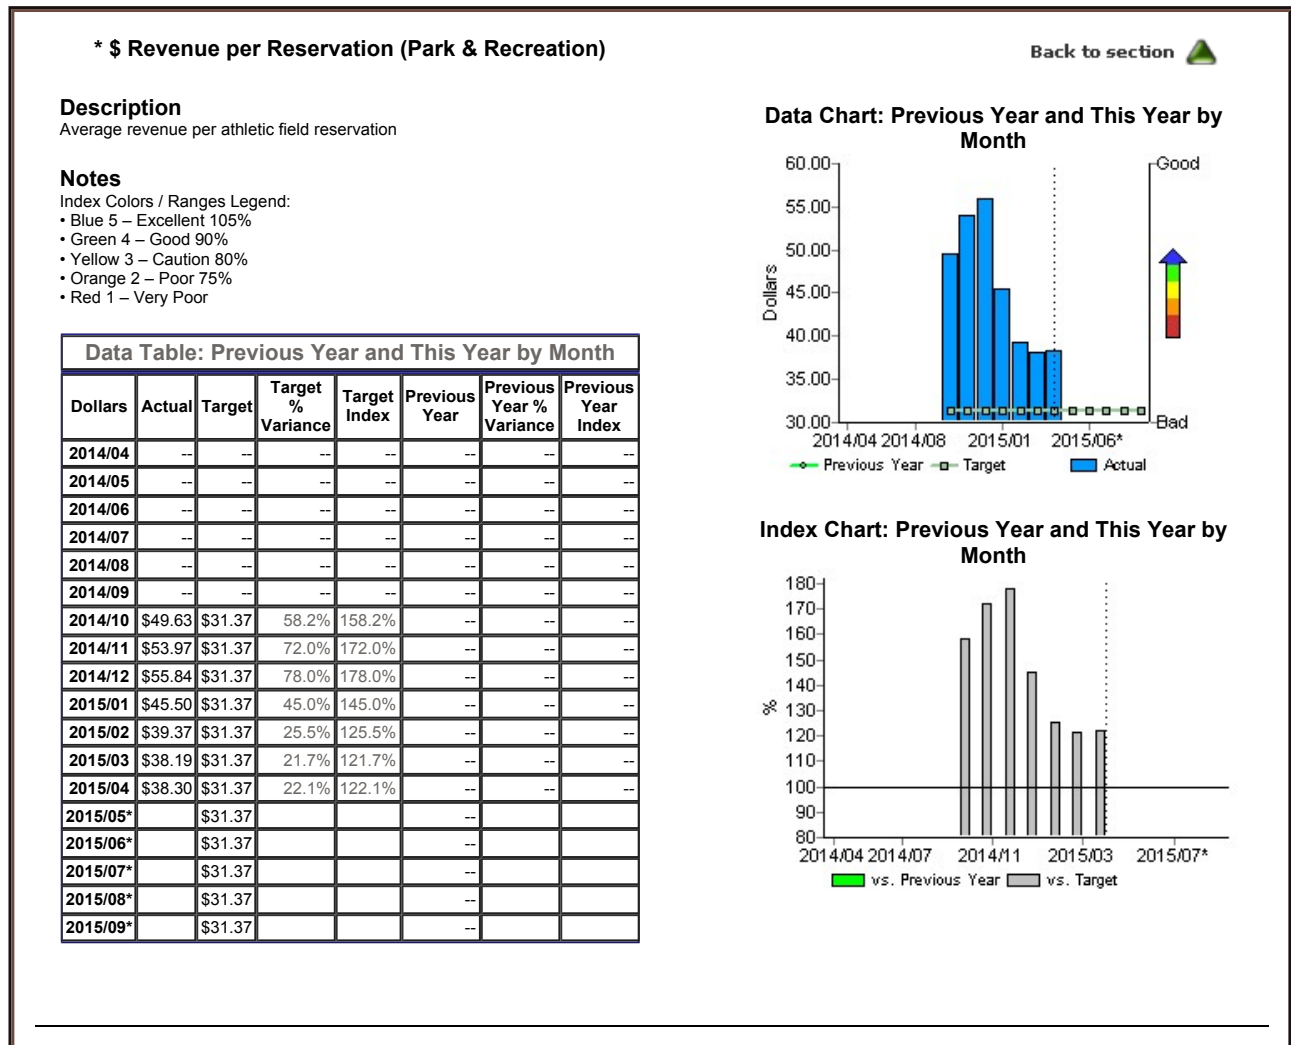 * $ Revenue per Reservation (Park & Recreation)
Back to section
Description
Average revenue per athletic field reservation
Notes
Index Colors / Ranges Legend:
• Blue 5 – Excellent 105%
• Green 4 – Good 90%
• Yellow 3 – Caution 80%
• Orange 2 – Poor 75%
• Red 1 – Very Poor
Data Table: Previous Year and This Year by Month
Dollars Actual Target Target % Variance Target Index Previous Year Previous Year % Variance Previous Year Index
2014/04 -- -- -- -- -- -- --
2014/05 -- -- -- -- -- -- --
2014/06 -- -- -- -- -- -- --
2014/07 -- -- -- -- -- -- --
2014/08 -- -- -- -- -- -- --
2014/09 -- -- -- -- -- -- --
2014/10 $49.63 $31.37 58.2% 158.2% -- -- --
2014/11 $53.97 $31.37 72.0% 172.0% -- -- --
2014/12 $55.84 $31.37 78.0% 178.0% -- -- --
2015/01 $45.50 $31.37 45.0% 145.0% -- -- --
2015/02 $39.37 $31.37 25.5% 125.5% -- -- --
2015/03 $38.19 $31.37 21.7% 121.7% -- -- --
2015/04 $38.30 $31.37 22.1% 122.1% -- -- --
2015/05* $31.37 --
2015/06* $31.37 --
2015/07* $31.37 --
2015/08* $31.37 --
2015/09* $31.37 --
Data Chart: Previous Year and This Year by
Month
60.00 Good
55.00
50.00
45.00
40.00
35.00
30.00 Bad
Dollars
2014/04 2014/08 2015/01 2015/06*
Previous Year Target Actual
Index Chart: Previous Year and This Year by
Month
180
170
160
150
140
130
120
110
100
90
80
%
2014/04 2014/07 2014/11 2015/03 2015/07*
vs. Previous Year vs. Target